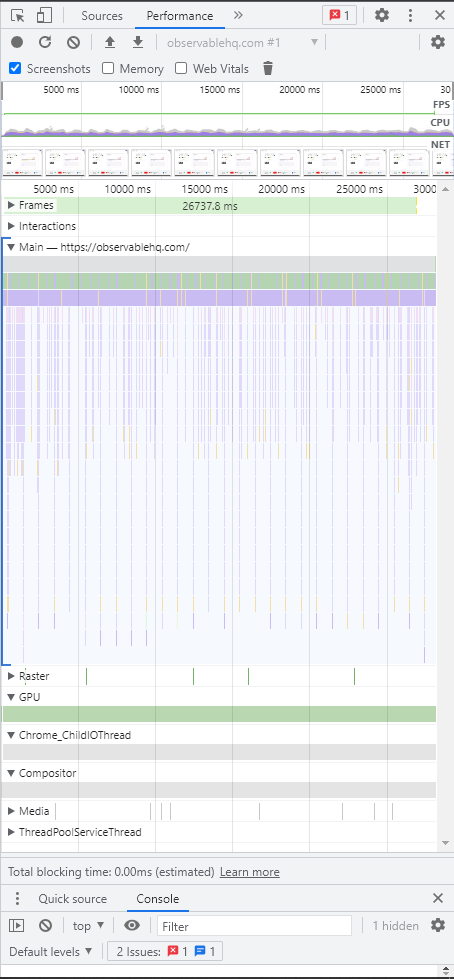 Sources Performance » 1
observablehq.com #1
Screenshots Memory Web Vitals
5000 ms 10000 ms 15000 ms 20000 ms 25000 ms 30
FPS
CPU
NET
5000 ms 10000 ms 15000 ms 20000 ms 25000 ms 3000
Frames 26737.8 ms
Interactions
Main — https://observablehq.com/
Raster
GPU
Chrome_ChildIOThread
Compositor
Media
ThreadPoolServiceThread
Total blocking time: 0.00ms (estimated) Learn more
Quick source Console
top Filter 1 hidden
Default levels 2 Issues: 1 1